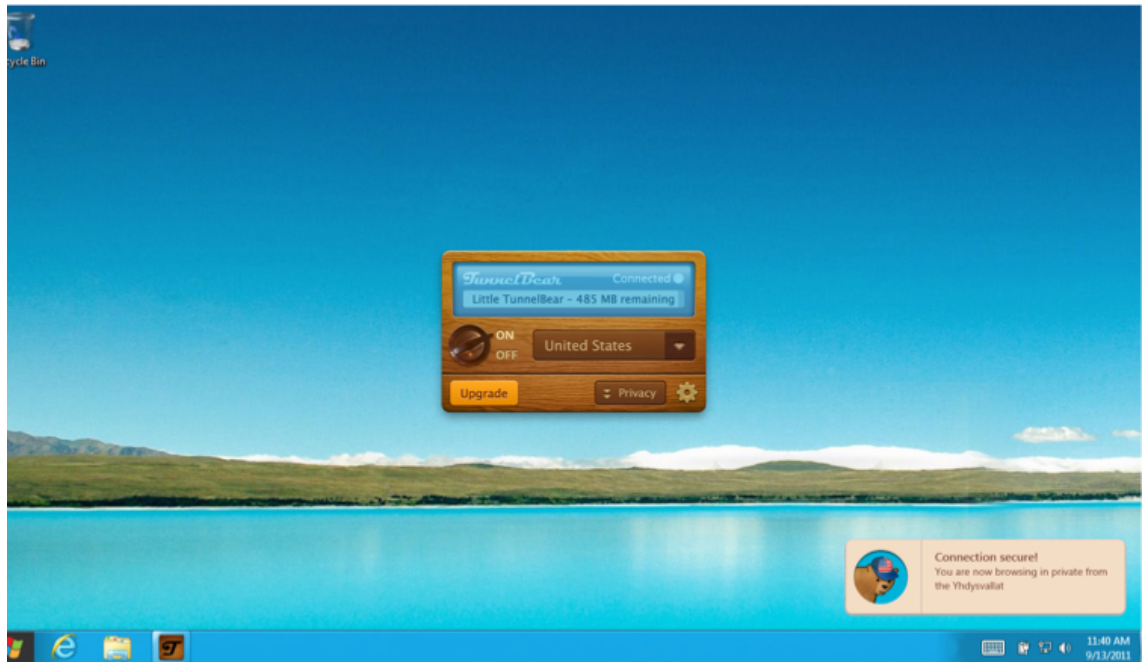 cycle Bin
TunnelBear Connected
Little TunnelBear – 485 MB remaining
ON
OFF
United States
Upgrade
Privacy
Connection secure!
You are now browsing in private from
the Yhdysvallat
11:40 AM
9/13/2011